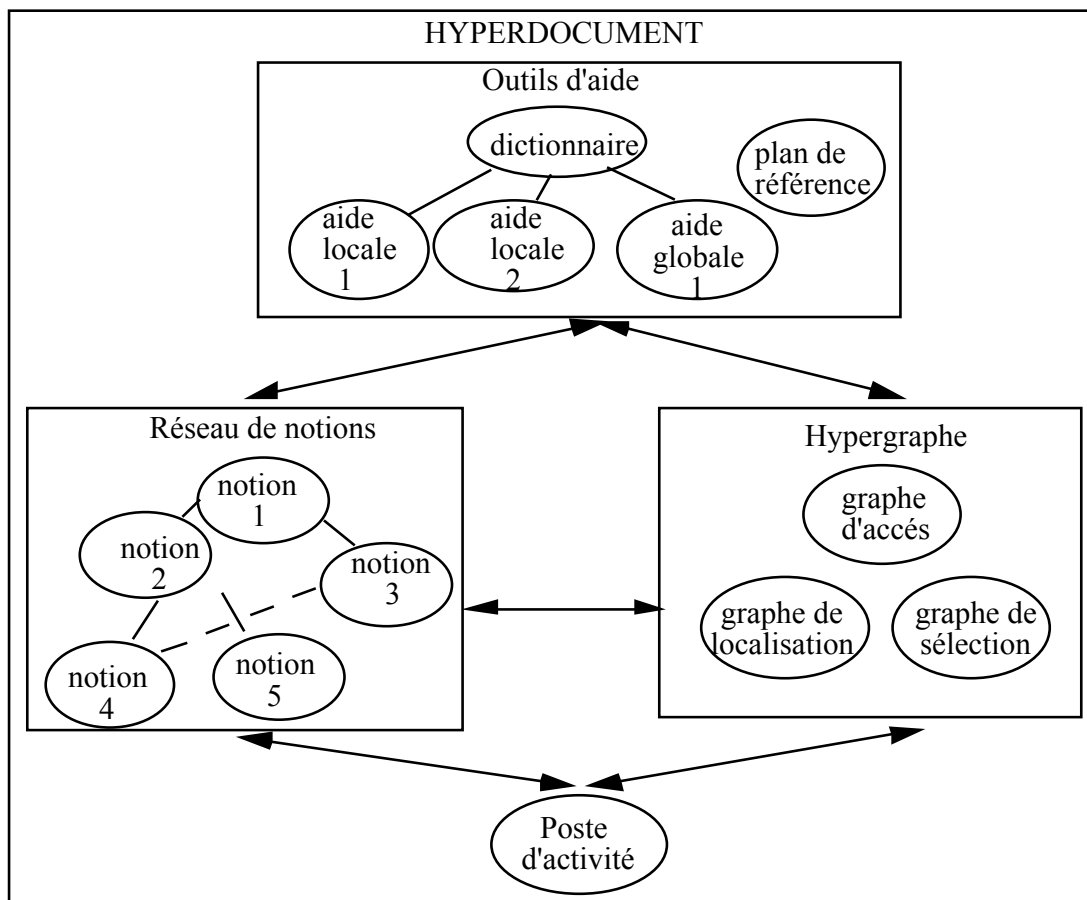 HYPERDOCUMENT
Outils d'aide
dictionnaire
plan de
référence
aide
locale
1
aide
locale
2
aide
globale
1
Réseau de notions
notion
1
notion
2
notion
3
notion
4
notion
5
Hypergraphe
graphe
d'accés
graphe de
localisation
graphe de
sélection
Poste
d'activité